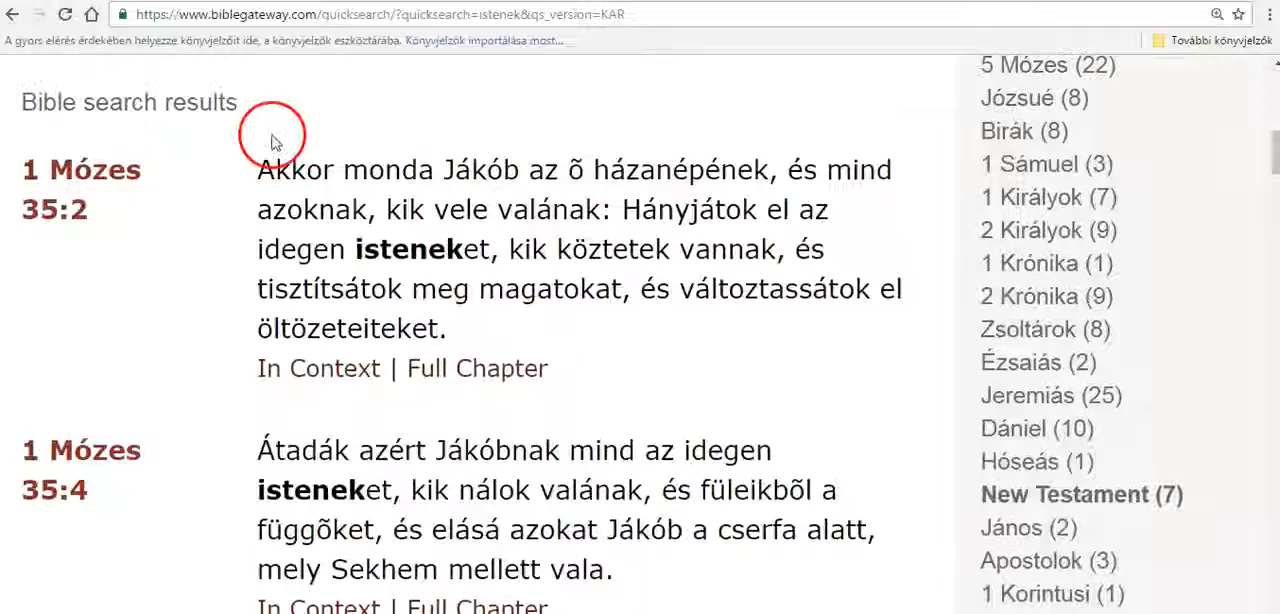 https://www.biblegateway.com/quicksearch/?quicksearch=istenek&qs_version=KAR
A gyors elérés érdekében helyezze könyvjelzőit ide, a könyvjelzők eszköztárába. Könyvjelzők importálása most...
További könyvjelzők
Bible search results
1 Mózes
35:2
Akkor monda Jákób az õ házanépének, és mind
azoknak, kik vele valának: Hányjátok el az
idegen isteneket, kik köztetek vannak, és
tisztítsátok meg magatokat, és változtassátok el
öltözeteiteket.
In Context | Full Chapter
1 Mózes
35:4
Átadák azért Jákóbnak mind az idegen
isteneket, kik nálok valának, és füleikbõl a
függõket, és elásá azokat Jákób a cserfa alatt,
mely Sekhem mellett vala.
In Context | Full Chapter
5 Mózes (22)
Józsué (8)
Birák (8)
1 Sámuel (3)
1 Királyok (7)
2 Királyok (9)
1 Krónika (1)
2 Krónika (9)
Zsoltárok (8)
Ézsaiás (2)
Jeremiás (25)
Dániel (10)
Hóseás (1)
New Testament (7)
János (2)
Apostolok (3)
1 Korintusi (1)